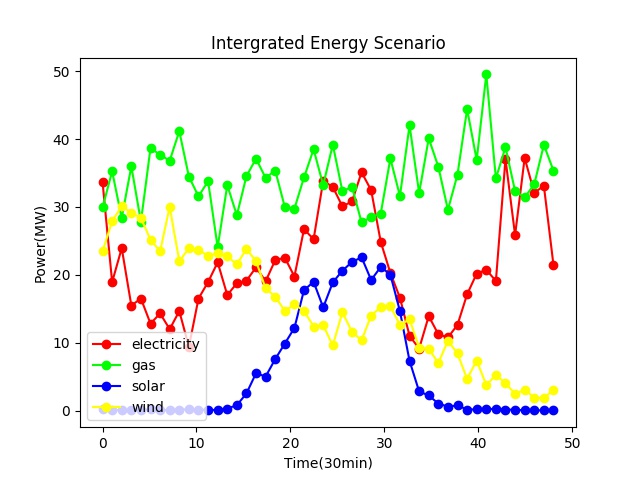 Intergrated Energy Scenario
Power(MW)
50
40
30
20
10
0
electricity
gas
solar
wind
0 10 20 30 40 50
Time(30min)